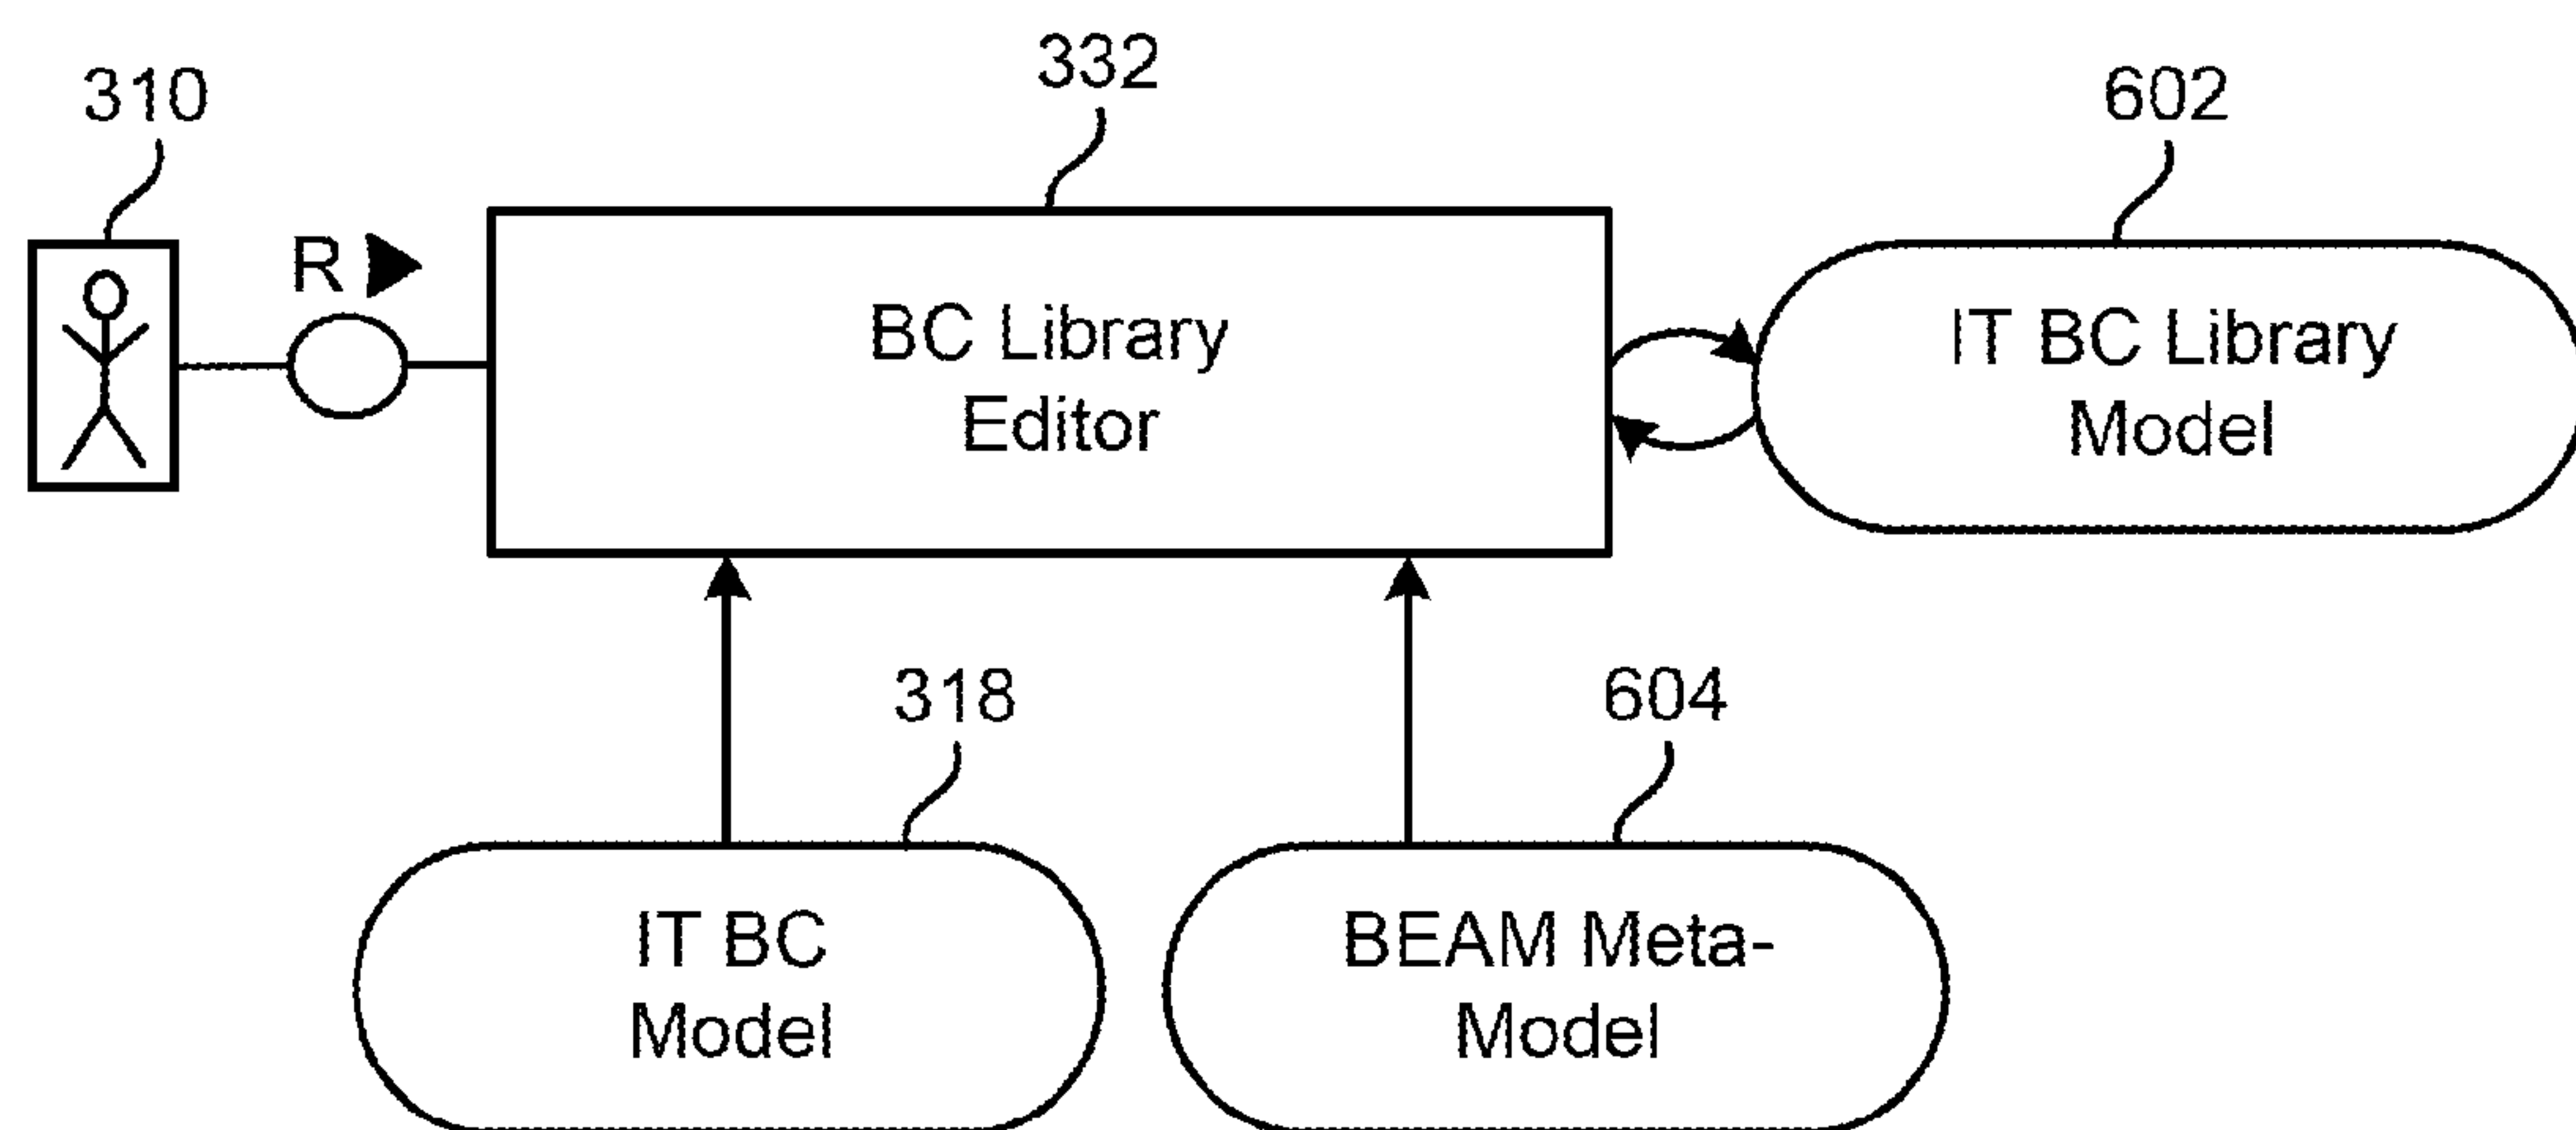 332
310
602
R
BC Library
Editor
IT BC Library
Model
318
604
IT BC
Model
BEAM Meta-
Model